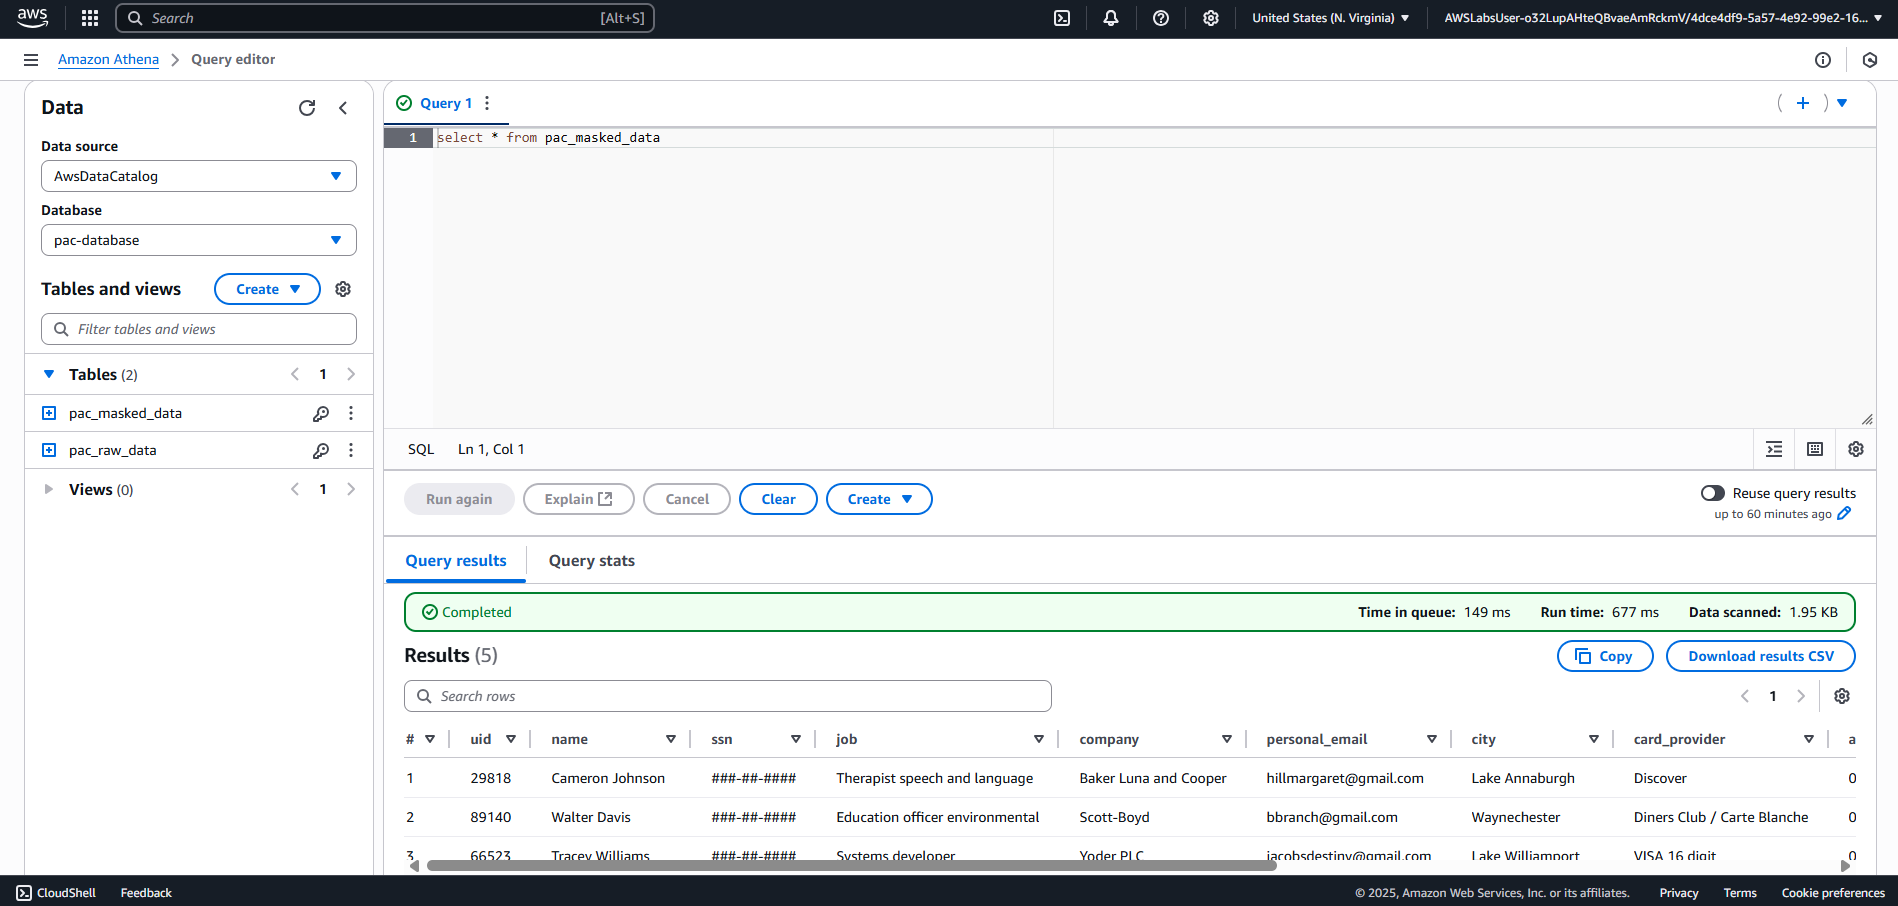 aws
Search [Alt+S]
United States (N. Virginia)
AWSLabsUser-o32LupAHteQBvaeAmRckmV/4dce4df9-5a57-4e92-99e2-16...
Amazon Athena > Query editor
Data
Data source
AwsDataCatalog
Database
pac-database
Tables and views
Create
Filter tables and views
Tables (2)
1
pac_masked_data
pac_raw_data
Views (0)
1
Query 1
1 select * from pac_masked_data
SQL Ln 1, Col 1
Run again Explain Cancel Clear Create
Reuse query results
up to 60 minutes ago
Query results Query stats
Completed Time in queue: 149 ms Run time: 677 ms Data scanned: 1.95 KB
Results (5)
Copy Download results CSV
Search rows
1
# uid name ssn job company personal_email city card_provider a
1 29818 Cameron Johnson ###-##-#### Therapist speech and language Baker Luna and Cooper hillmargaret@gmail.com Lake Annaburgh Discover 0
2 89140 Walter Davis ###-##-#### Education officer environmental Scott-Boyd bbranch@gmail.com Waynechester Diners Club / Carte Blanche 0
3 66523 Tracey Williams ###-##-#### Systems developer Yoder PLC jacobsdestiny@gmail.com Lake Williamport VISA 16 digit 0
CloudShell Feedback
© 2025, Amazon Web Services, Inc. or its affiliates. Privacy Terms Cookie preferences